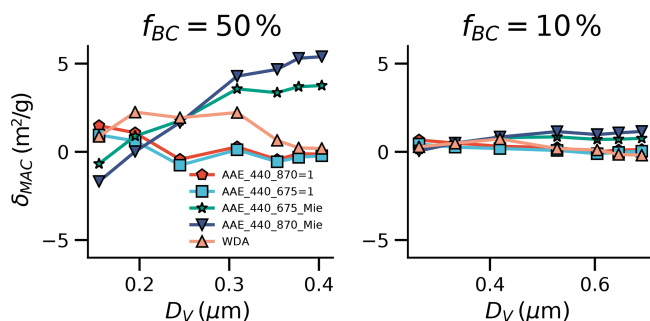 f_BC = 50 %
f_BC = 10 %
δ_MAC (m²/g)
5
0
−5
AAE_440_870=1
AAE_440_675=1
AAE_440_675_Mie
AAE_440_870_Mie
WDA
0.2
0.3
0.4
D_V (μm)
5
0
−5
0.4
0.6
D_V (μm)